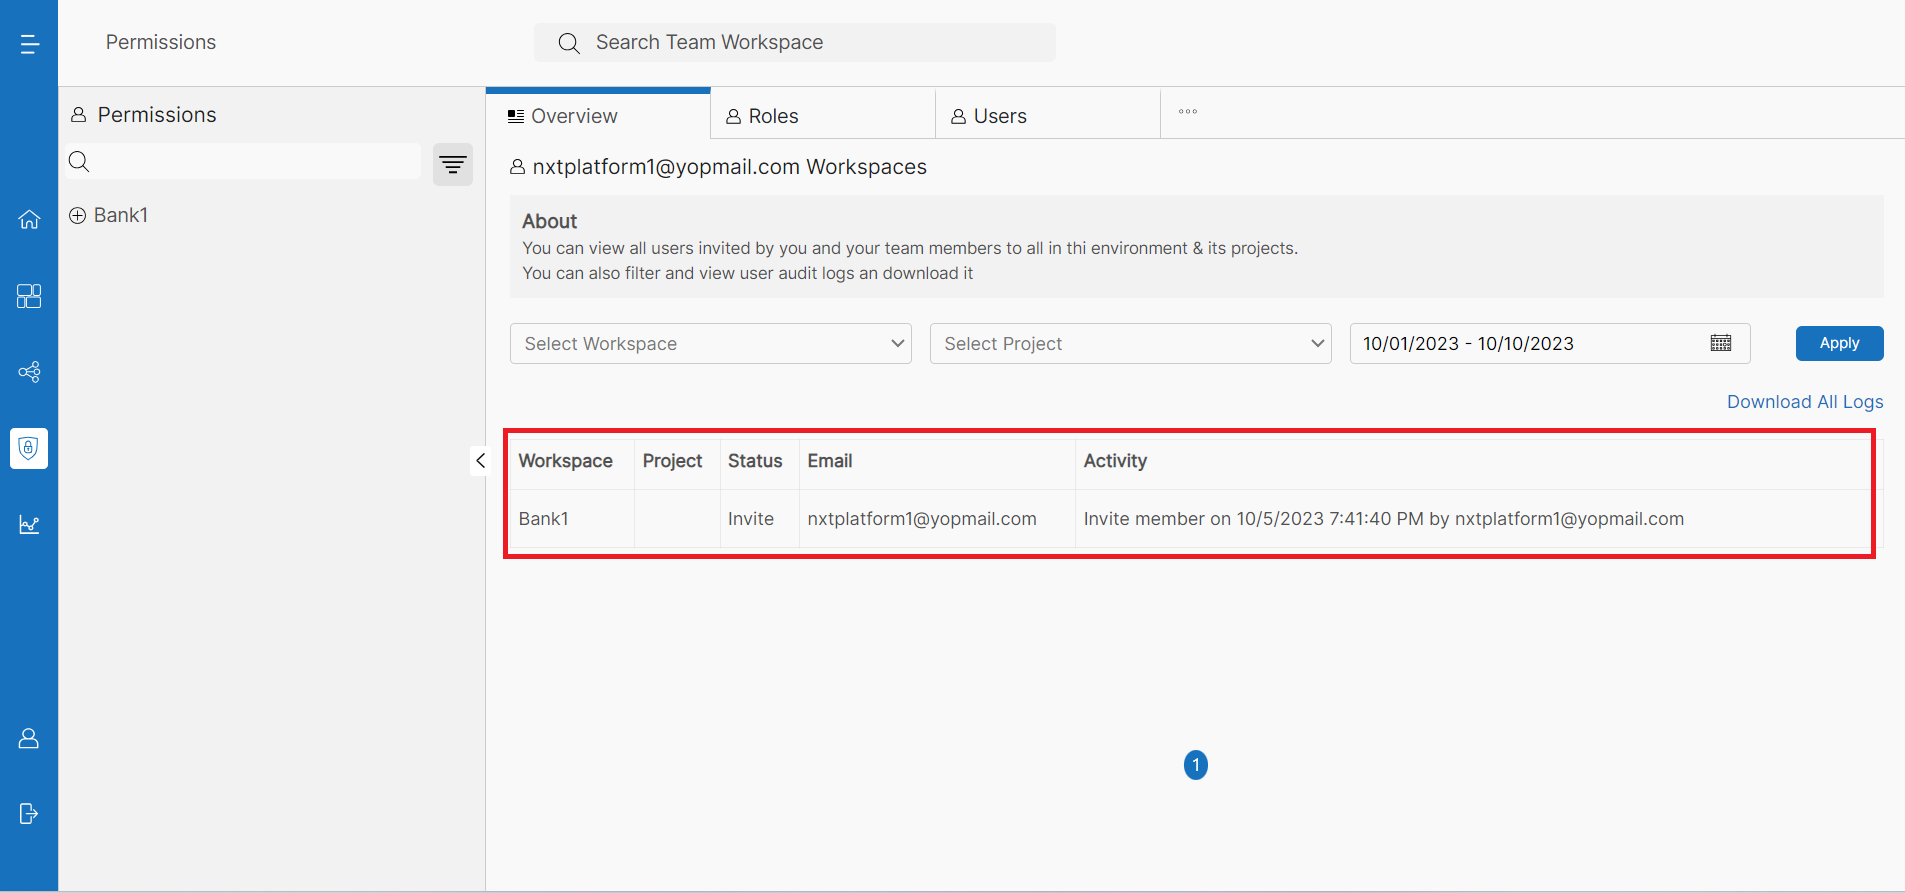 Permissions
Search Team Workspace
Permissions
Bank1
Overview
Roles
Users
nxtplatform1@yopmail.com Workspaces
About
You can view all users invited by you and your team members to all in thi environment & its projects.
You can also filter and view user audit logs an download it
Select Workspace
Select Project
10/01/2023 - 10/10/2023
Apply
Download All Logs
Workspace Project Status Email Activity
Bank1 Invite nxtplatform1@yopmail.com Invite member on 10/5/2023 7:41:40 PM by nxtplatform1@yopmail.com
1